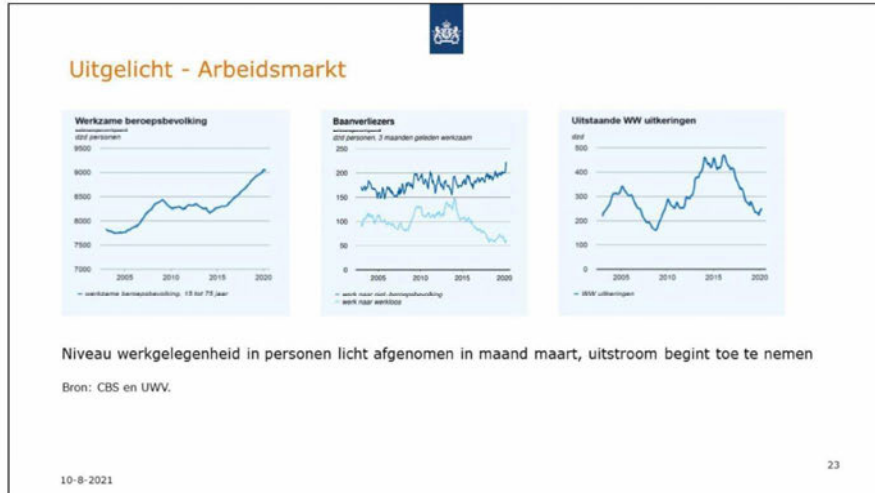 Uitgelicht - Arbeidsmarkt
Werkzame beroepsbevolking
dzd personen
9500
9000
8500
8000
7500
7000
2005
2010
2015
2020
werkzame beroepsbevolking, 15 tot 75 jaar
Baanverliezers
dzd personen, 3 maanden geleden werkzaam
250
200
150
100
50
0
2005
2010
2015
2020
werk naar niet-beroepsbevolking
werk naar werkloos
Uitstaande WW uitkeringen
dzd
500
400
300
200
100
0
2005
2010
2015
2020
WW uitkeringen
Niveau werkgelegenheid in personen licht afgenomen in maand maart, uitstroom begint toe te nemen
Bron: CBS en UWV.
23
10-8-2021